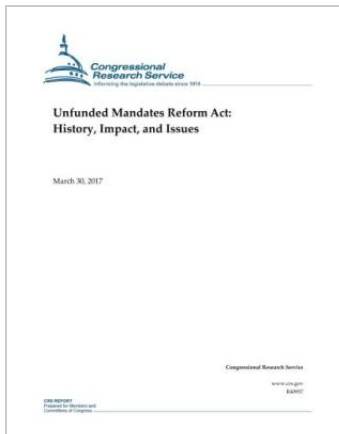 Congressional
Research Service
Informing the legislative debate since 1914
Unfunded Mandates Reform Act:
History, Impact, and Issues
March 30, 2017
Congressional Research Service
www.crs.gov
CRS REPORT
Prepared for Members and
Committees of Congress